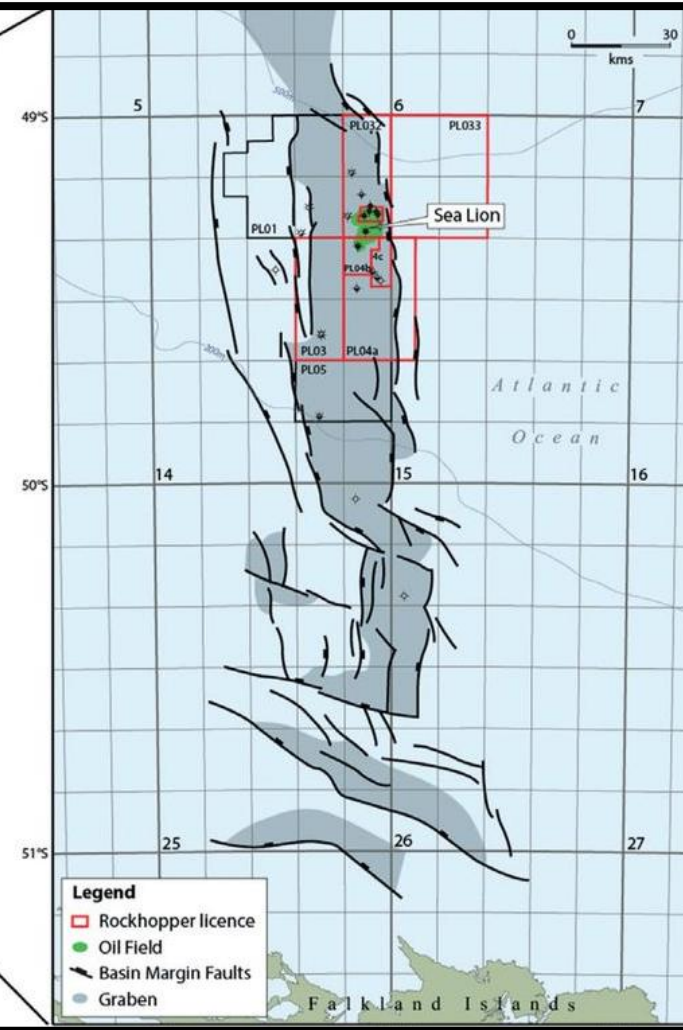 0 30
kms
500m
49°S 5 6 7
PL032 PL033
Sea Lion
PL01
4c
PL04b
PL03 PL04a
200m
PL05
Atlantic
Ocean
14 15 16
50°S
25 26 27
51°S
Legend
Rockhopper licence
Oil Field
Basin Margin Faults
Graben
Falkland Islands